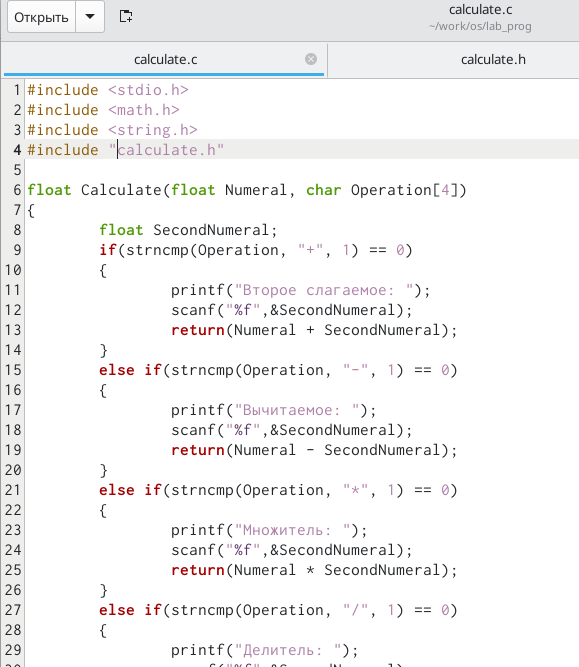 Открыть
calculate.c
~/work/os/lab_prog
calculate.c
calculate.h
1 #include <stdio.h>
2 #include <math.h>
3 #include <string.h>
4 #include "calculate.h"
5
6 float Calculate(float Numeral, char Operation[4])
7 {
8 float SecondNumeral;
9 if(strncmp(Operation, "+", 1) == 0)
10 {
11 printf("Второе слагаемое: ");
12 scanf("%f",&SecondNumeral);
13 return(Numeral + SecondNumeral);
14 }
15 else if(strncmp(Operation, "-", 1) == 0)
16 {
17 printf("Вычитаемое: ");
18 scanf("%f",&SecondNumeral);
19 return(Numeral - SecondNumeral);
20 }
21 else if(strncmp(Operation, "*", 1) == 0)
22 {
23 printf("Множитель: ");
24 scanf("%f",&SecondNumeral);
25 return(Numeral * SecondNumeral);
26 }
27 else if(strncmp(Operation, "/", 1) == 0)
28 {
29 printf("Делитель: ");